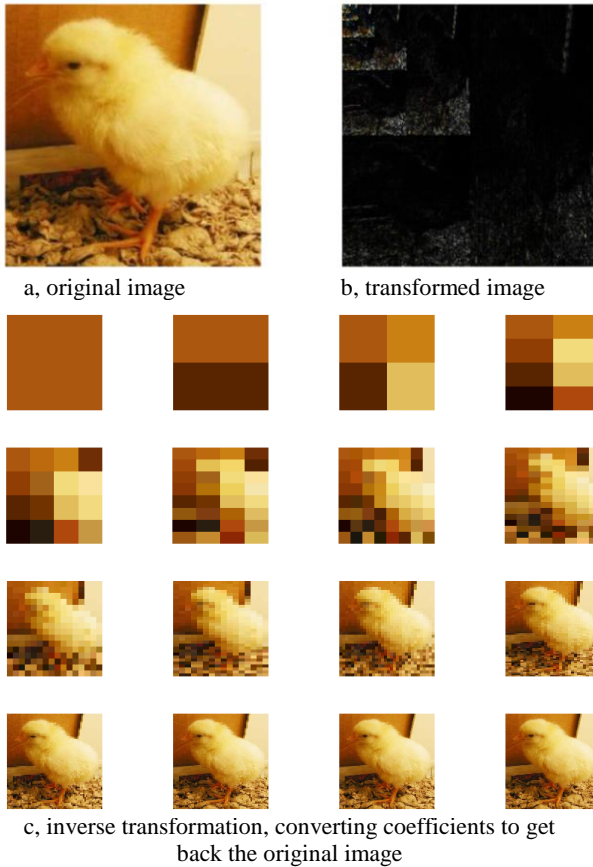 a, original image
b, transformed image
c, inverse transformation, converting coefficients to get
back the original image